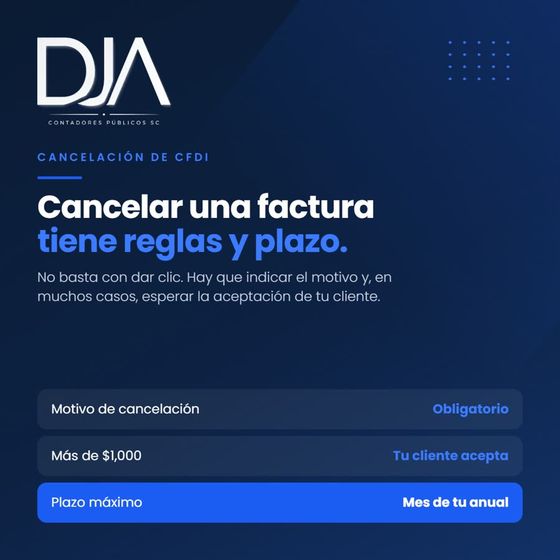 DJA
CONTADORES PÚBLICOS SC
CANCELACIÓN DE CFDI
Cancelar una factura
tiene reglas y plazo.
No basta con dar clic. Hay que indicar el motivo y, en
muchos casos, esperar la aceptación de tu cliente.
Motivo de cancelación Obligatorio
Más de $1,000 Tu cliente acepta
Plazo máximo Mes de tu anual